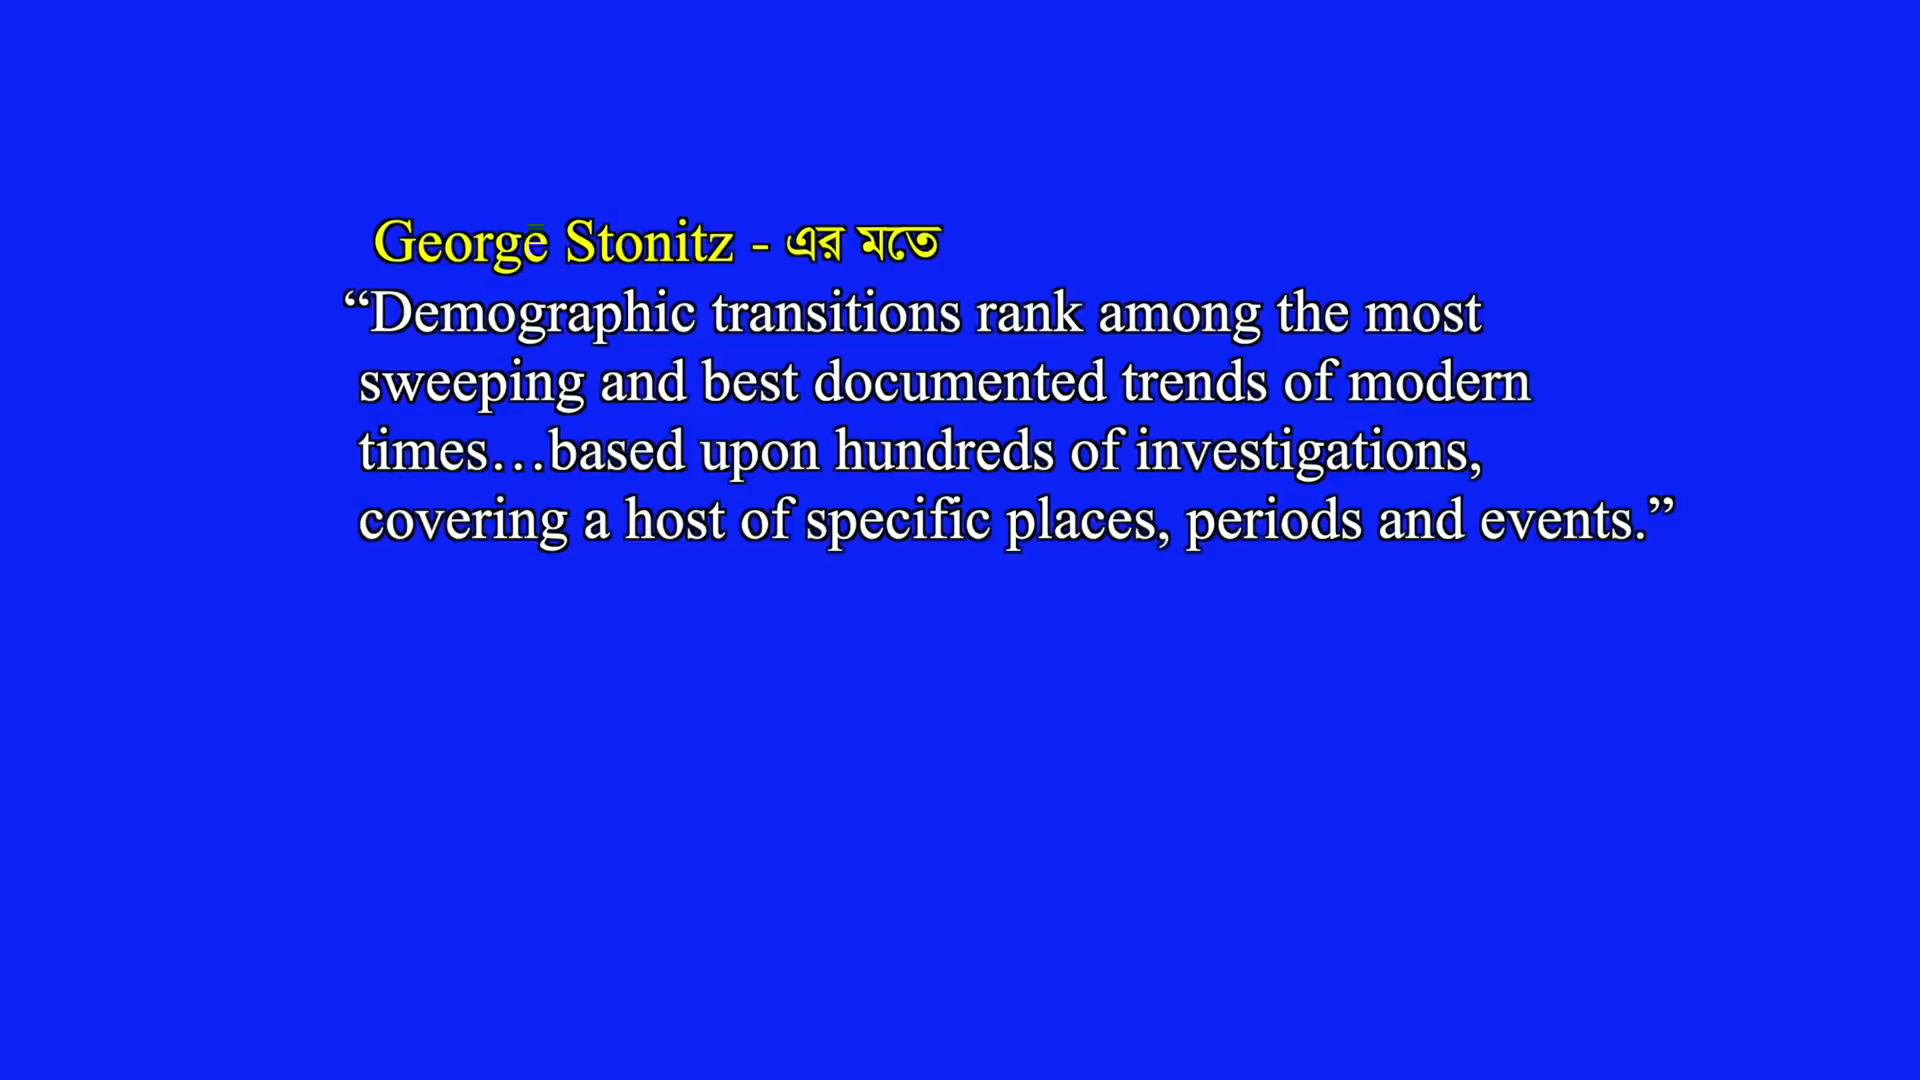 George Stonitz - এর মতে
“Demographic transitions rank among the most
sweeping and best documented trends of modern
times…based upon hundreds of investigations,
covering a host of specific places, periods and events.”